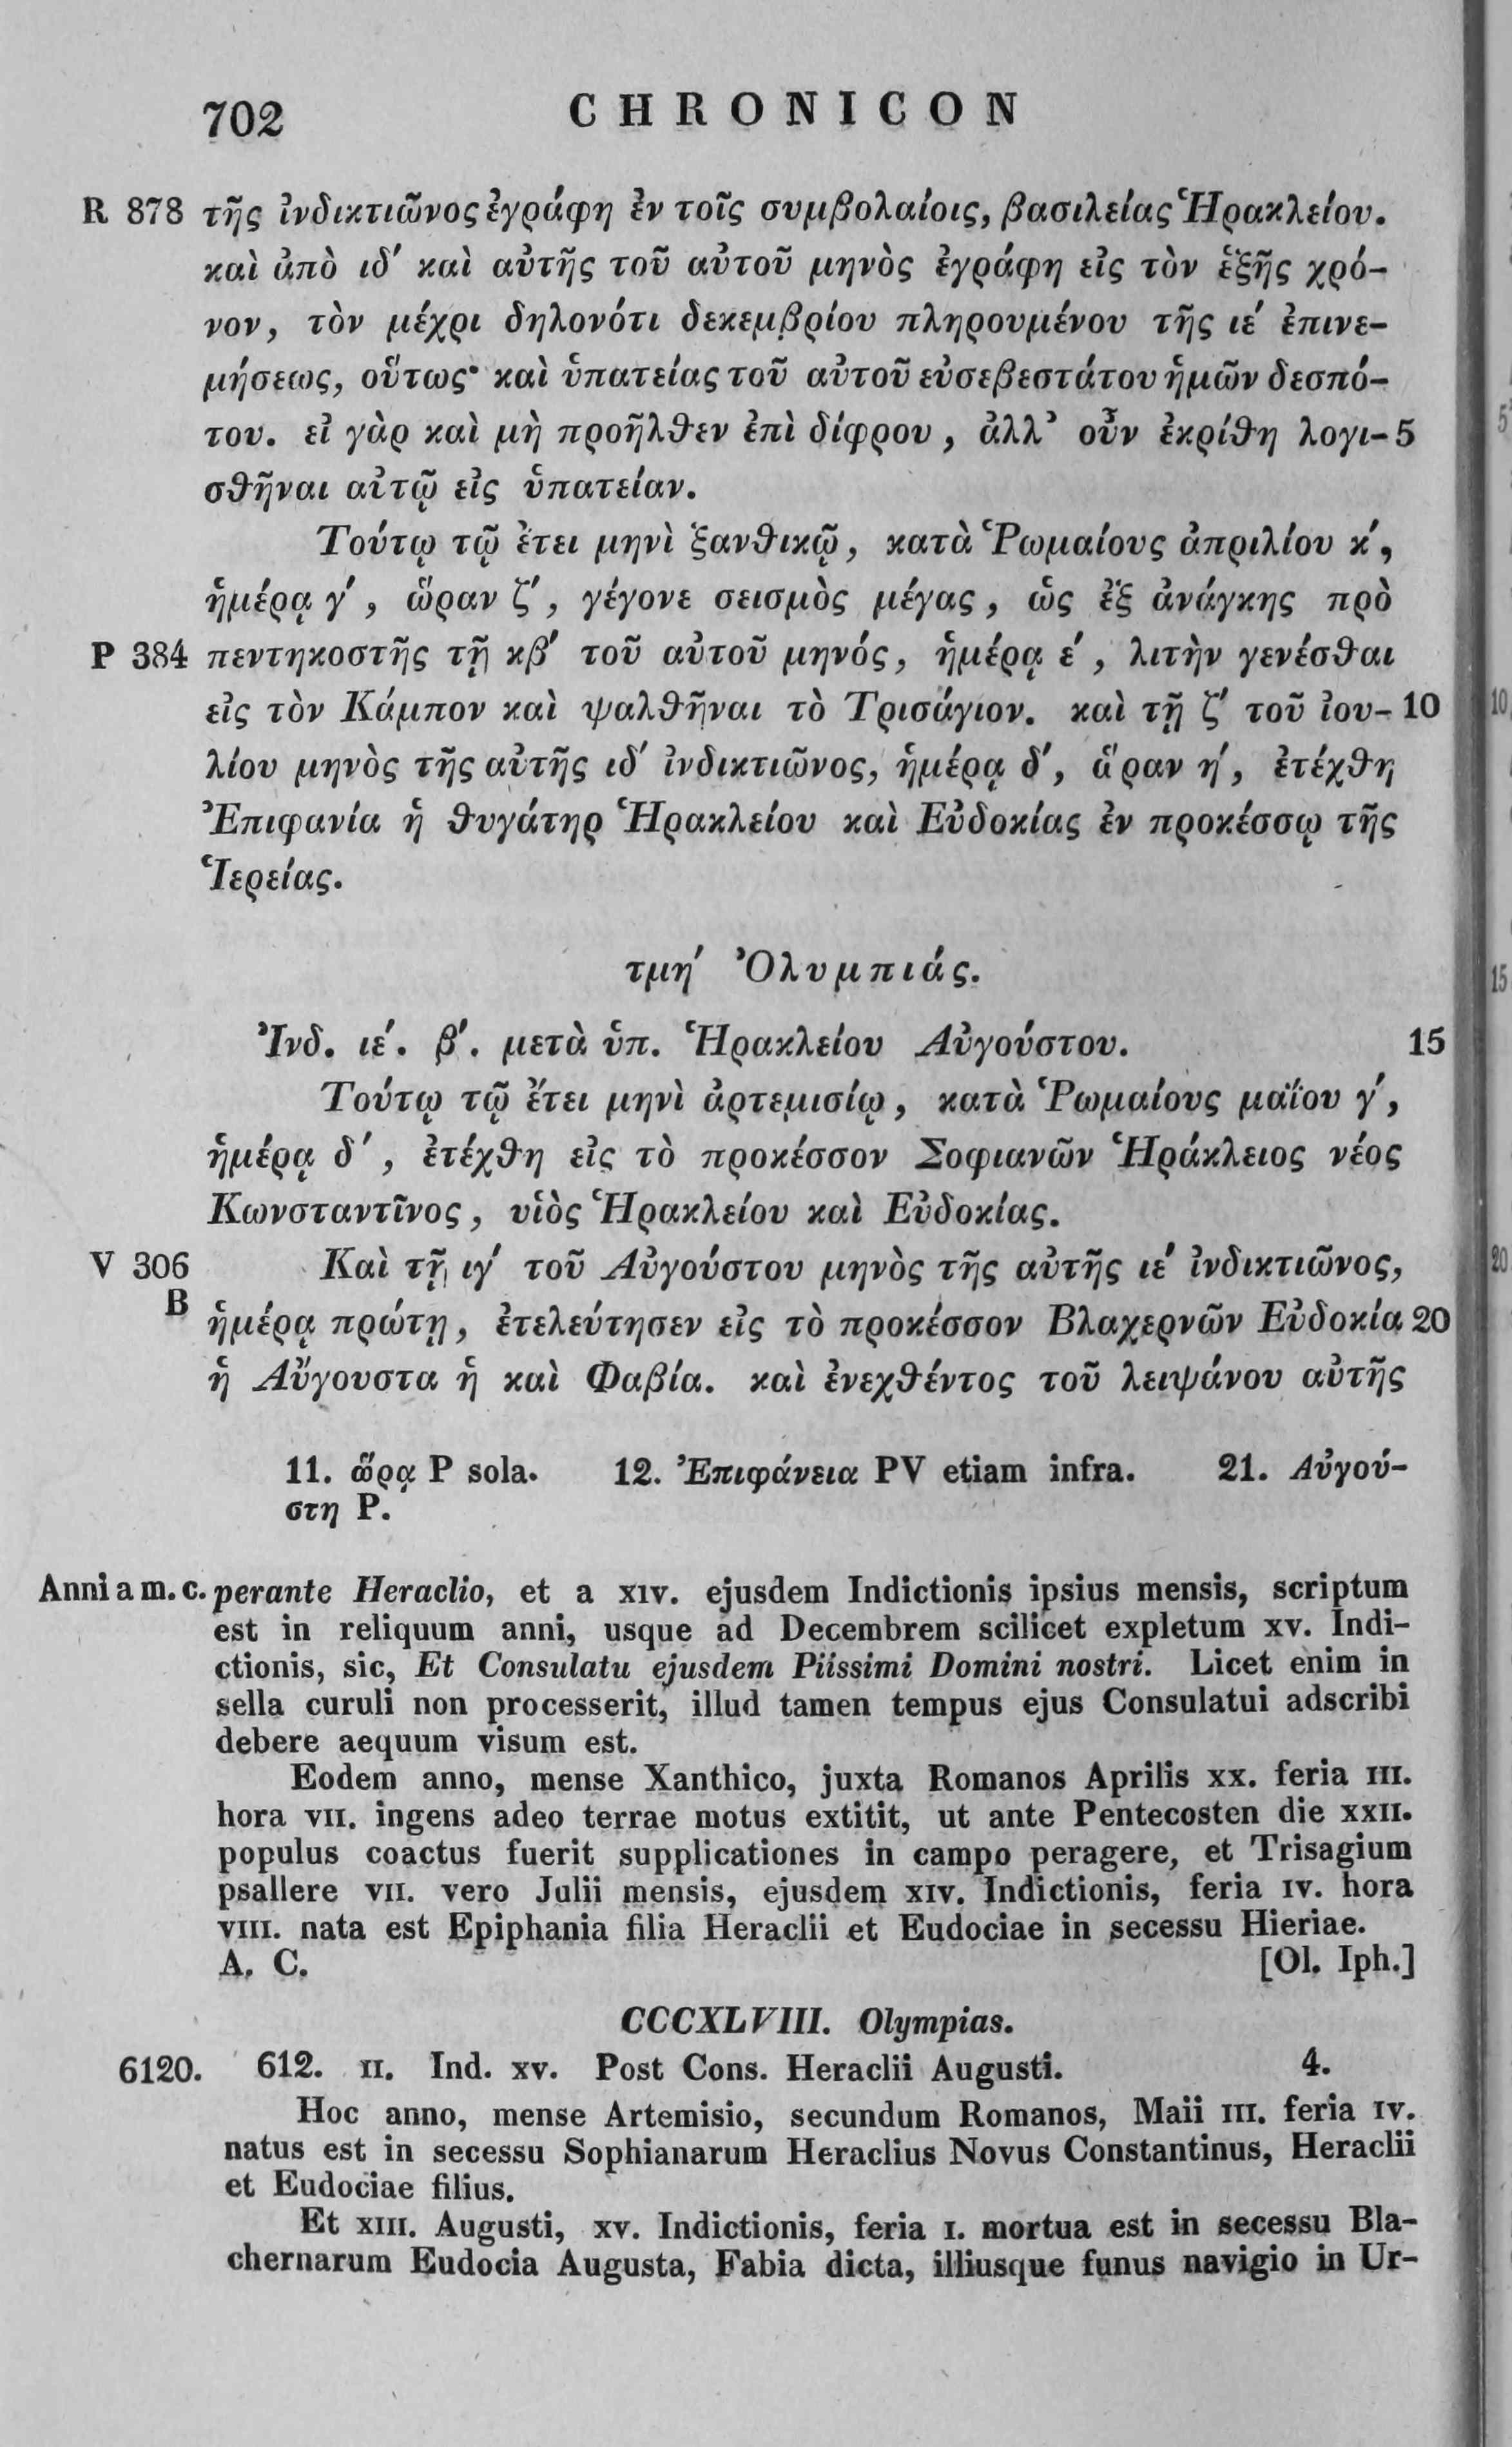 702 CHRONICON
R 878 τῆς ἰνδικτιῶνος ἐγράφη ἐν τοῖς συμβολαίοις, βασιλείας Ἡρακλείου.
καὶ ἀπὸ ιδ′ καὶ αὐτῆς τοῦ αὐτοῦ μηνὸς ἐγράφη εἰς τὸν ἑξῆς χρό-
νον, τὸν μέχρι δηλονότι δεκεμβρίου πληρουμένου τῆς ιε′ ἐπινε-
μήσεως, οὕτως· καὶ ὑπατείας τοῦ αὐτοῦ εὐσεβεστάτου ἡμῶν δεσπό-
του. εἰ γὰρ καὶ μὴ προῆλθεν ἐπὶ δίφρου, ἀλλ’ οὖν ἐκρίθη λογι- 5
σθῆναι αὐτῷ εἰς ὑπατείαν.
Τούτῳ τῷ ἔτει μηνὶ ξανθικῷ, κατὰ Ῥωμαίους ἀπριλίου κ′,
ἡμέρᾳ γ′, ὥραν ζ′, γέγονε σεισμὸς μέγας, ὡς ἐξ ἀνάγκης πρὸ
P 384 πεντηκοστῆς τῇ κβ′ τοῦ αὐτοῦ μηνός, ἡμέρᾳ ε′, λιτὴν γενέσθαι
εἰς τὸν Κάμπον καὶ ψαλθῆναι τὸ Τρισάγιον. καὶ τῇ ζ′ τοῦ ἰου- 10
λίου μηνὸς τῆς αὐτῆς ιδ′ ἰνδικτιῶνος, ἡμέρᾳ δ′, ὥραν η′, ἐτέχθη
Ἐπιφανία ἡ θυγάτηρ Ἡρακλείου καὶ Εὐδοκίας ἐν προκέσσῳ τῆς
Ἱερείας.
τμη′ Ὀλυμπιάς.
Ἰνδ. ιε′. β′. μετὰ ὑπ. Ἡρακλείου Αὐγούστου. 15
Τούτῳ τῷ ἔτει μηνὶ ἀρτεμισίῳ, κατὰ Ῥωμαίους μαΐου γ′,
ἡμέρᾳ δ′, ἐτέχθη εἰς τὸ προκέσσον Σοφιανῶν Ἡράκλειος νέος
Κωνσταντῖνος, υἱὸς Ἡρακλείου καὶ Εὐδοκίας.
V 306 Καὶ τῇ ιγ′ τοῦ Αὐγούστου μηνὸς τῆς αὐτῆς ιε′ ἰνδικτιῶνος,
B ἡμέρᾳ πρώτῃ, ἐτελεύτησεν εἰς τὸ προκέσσον Βλαχερνῶν Εὐδοκία 20
ἡ Αὔγουστα ἡ καὶ Φαβία. καὶ ἐνεχθέντος τοῦ λειψάνου αὐτῆς
11. ὥρᾳ P sola. 12. Ἐπιφάνεια PV etiam infra. 21. Αὐγού-
στη P.
Anni a m. c. perante Heraclio, et a xiv. ejusdem Indictionis ipsius mensis, scriptum
est in reliquum anni, usque ad Decembrem scilicet expletum xv. Indi-
ctionis, sic, Et Consulatu ejusdem Piissimi Domini nostri. Licet enim in
sella curuli non processerit, illud tamen tempus ejus Consulatui adscribi
debere aequum visum est.
Eodem anno, mense Xanthico, juxta Romanos Aprilis xx. feria iii.
hora vii. ingens adeo terrae motus extitit, ut ante Pentecosten die xxii.
populus coactus fuerit supplicationes in campo peragere, et Trisagium
psallere vii. vero Julii mensis, ejusdem xiv. Indictionis, feria iv. hora
viii. nata est Epiphania filia Heraclii et Eudociae in secessu Hieriae.
A. C. [Ol. Iph.]
CCCXLVIII. Olympias.
6120. 612. ii. Ind. xv. Post Cons. Heraclii Augusti. 4.
Hoc anno, mense Artemisio, secundum Romanos, Maii iii. feria iv.
natus est in secessu Sophianarum Heraclius Novus Constantinus, Heraclii
et Eudociae filius.
Et xiii. Augusti, xv. Indictionis, feria i. mortua est in secessu Bla-
chernarum Eudocia Augusta, Fabia dicta, illiusque funus navigio in Ur-